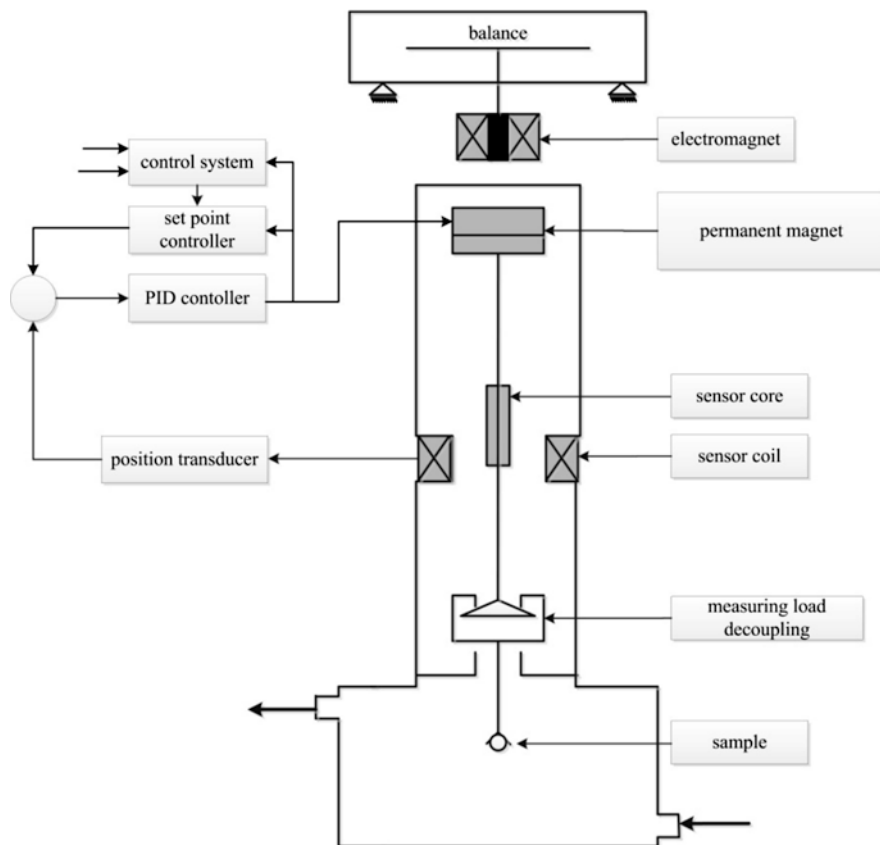 balance
electromagnet
control system
set point
controller
permanent magnet
PID contoller
sensor core
position transducer
sensor coil
measuring load
decoupling
sample